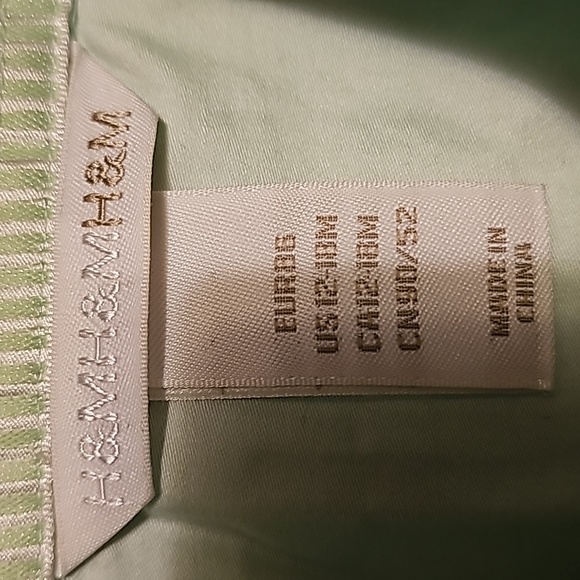 H&MH&MH&M
EUR86
US12-18M
CA12-18M
CN90/52
MADE IN
CHINA